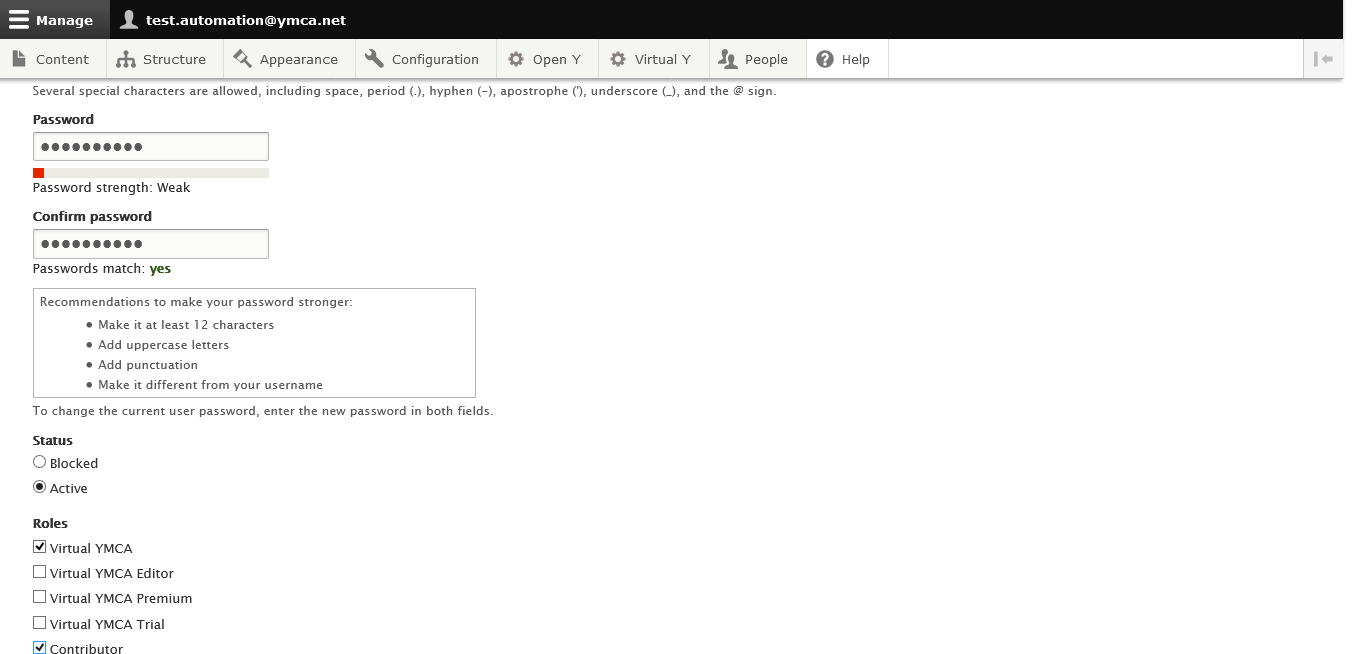 Manage test.automation@ymca.net
Content Structure Appearance Configuration Open Y Virtual Y People Help
Several special characters are allowed, including space, period (.), hyphen (-), apostrophe ('), underscore (_), and the @ sign.
Password
●●●●●●●●●●
Password strength: Weak
Confirm password
●●●●●●●●●●
Passwords match: yes
Recommendations to make your password stronger:
● Make it at least 12 characters
● Add uppercase letters
● Add punctuation
● Make it different from your username
To change the current user password, enter the new password in both fields.
Status
Blocked
Active
Roles
Virtual YMCA
Virtual YMCA Editor
Virtual YMCA Premium
Virtual YMCA Trial
Contributor